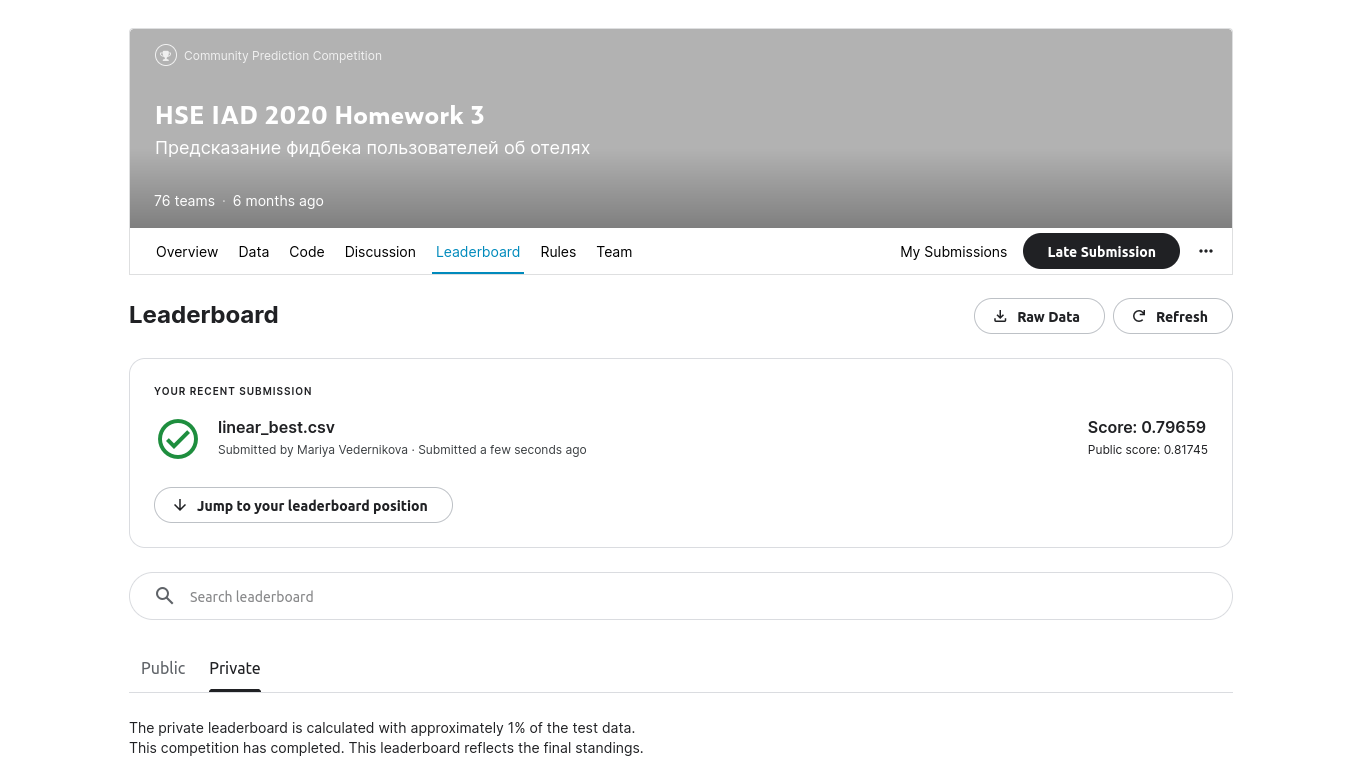 Community Prediction Competition
HSE IAD 2020 Homework 3
Предсказание фидбека пользователей об отелях
76 teams · 6 months ago
Overview Data Code Discussion Leaderboard Rules Team My Submissions Late Submission ···
Leaderboard Raw Data Refresh
YOUR RECENT SUBMISSION
linear_best.csv Score: 0.79659
Submitted by Mariya Vedernikova · Submitted a few seconds ago Public score: 0.81745
Jump to your leaderboard position
Search leaderboard
Public Private
The private leaderboard is calculated with approximately 1% of the test data.
This competition has completed. This leaderboard reflects the final standings.